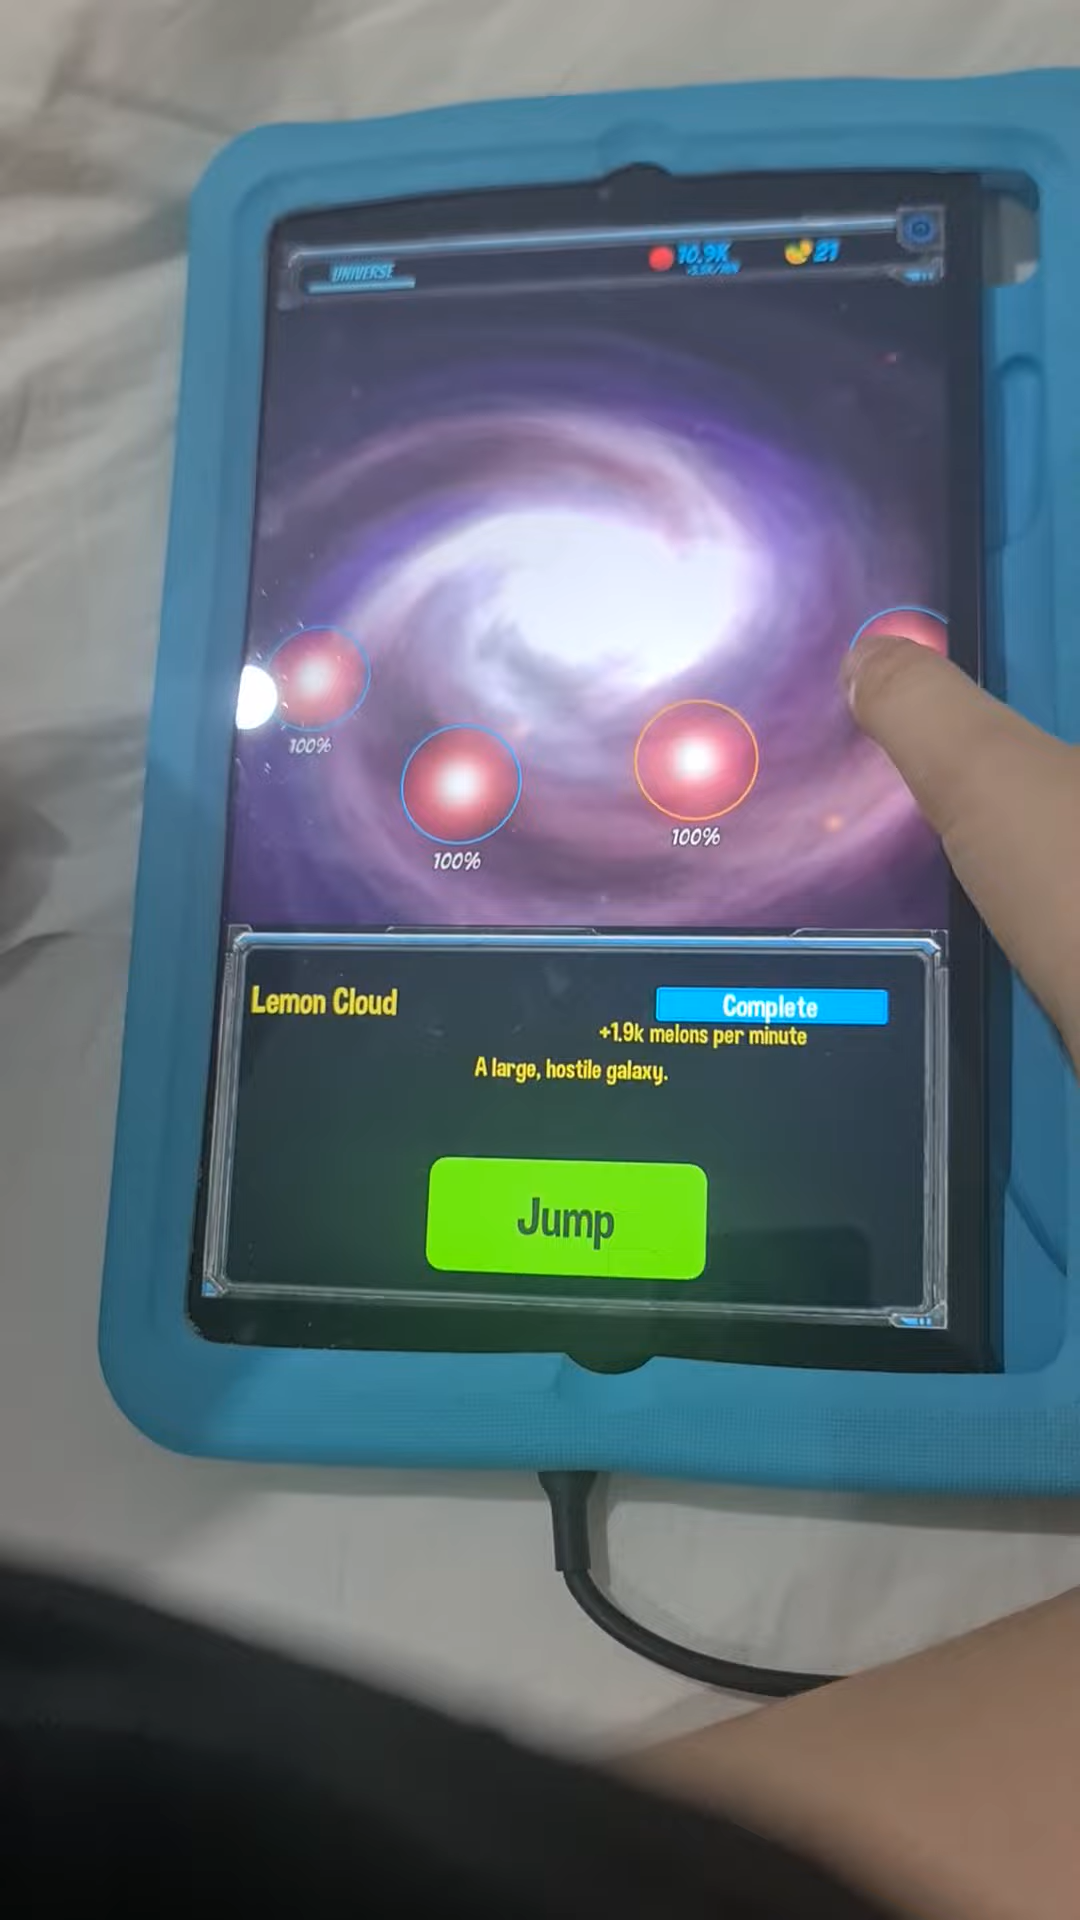 UNIVERSE
10.9K
21
100%
100%
100%
Lemon Cloud
Complete
+1.9k melons per minute
A large, hostile galaxy.
Jump